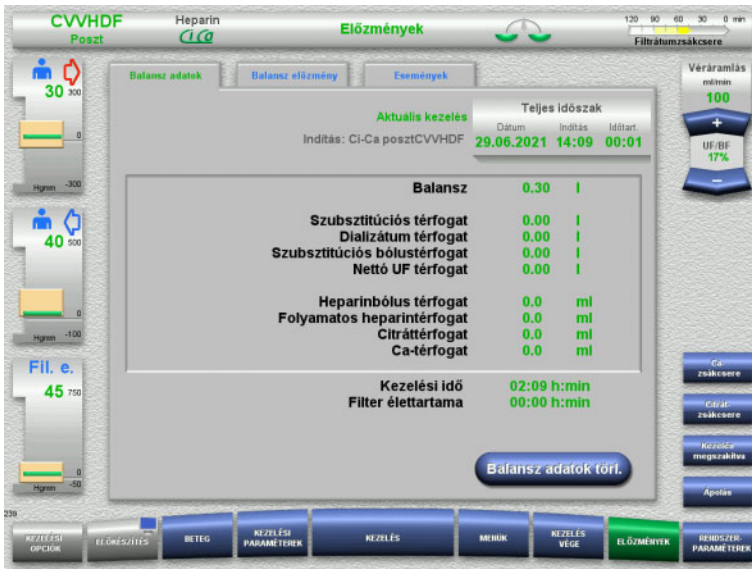 CVVHDF
Poszt
Heparin
CiCa
Előzmények
120 90 60 30 0 min
Filtrátumzsákcsere
30 300
0
Hgmm -300
40 500
0
Hgmm -100
Fil. e.
45 750
0
Hgmm -50
Balansz adatok
Balansz előzmény
Események
Aktuális kezelés
Indítás: Ci-Ca posztCVVHDF
Teljes időszak
Dátum Indítás Időtart.
29.06.2021 14:09 00:01
Balansz 0.30 l
Szubsztitúciós térfogat 0.00 l
Dializátum térfogat 0.00 l
Szubsztitúciós bólustérfogat 0.00 l
Nettó UF térfogat 0.00 l
Heparinbólus térfogat 0.0 ml
Folyamatos heparintérfogat 0.0 ml
Citráttérfogat 0.0 ml
Ca-térfogat 0.0 ml
Kezelési idő 02:09 h:min
Filter élettartama 00:00 h:min
Balansz adatok törl.
Véráramlás
ml/min
100
+
UF/BF
17%
−
Ca-
zsákcsere
Citrát-
zsákcsere
Kezelés
megszakítva
Ápolás
239
KEZELÉSI
OPCIÓK
ELŐKÉSZÍTÉS
BETEG
KEZELÉSI
PARAMÉTEREK
KEZELÉS
MENÜK
KEZELÉS
VÉGE
ELŐZMÉNYEK
RENDSZER-
PARAMÉTEREK